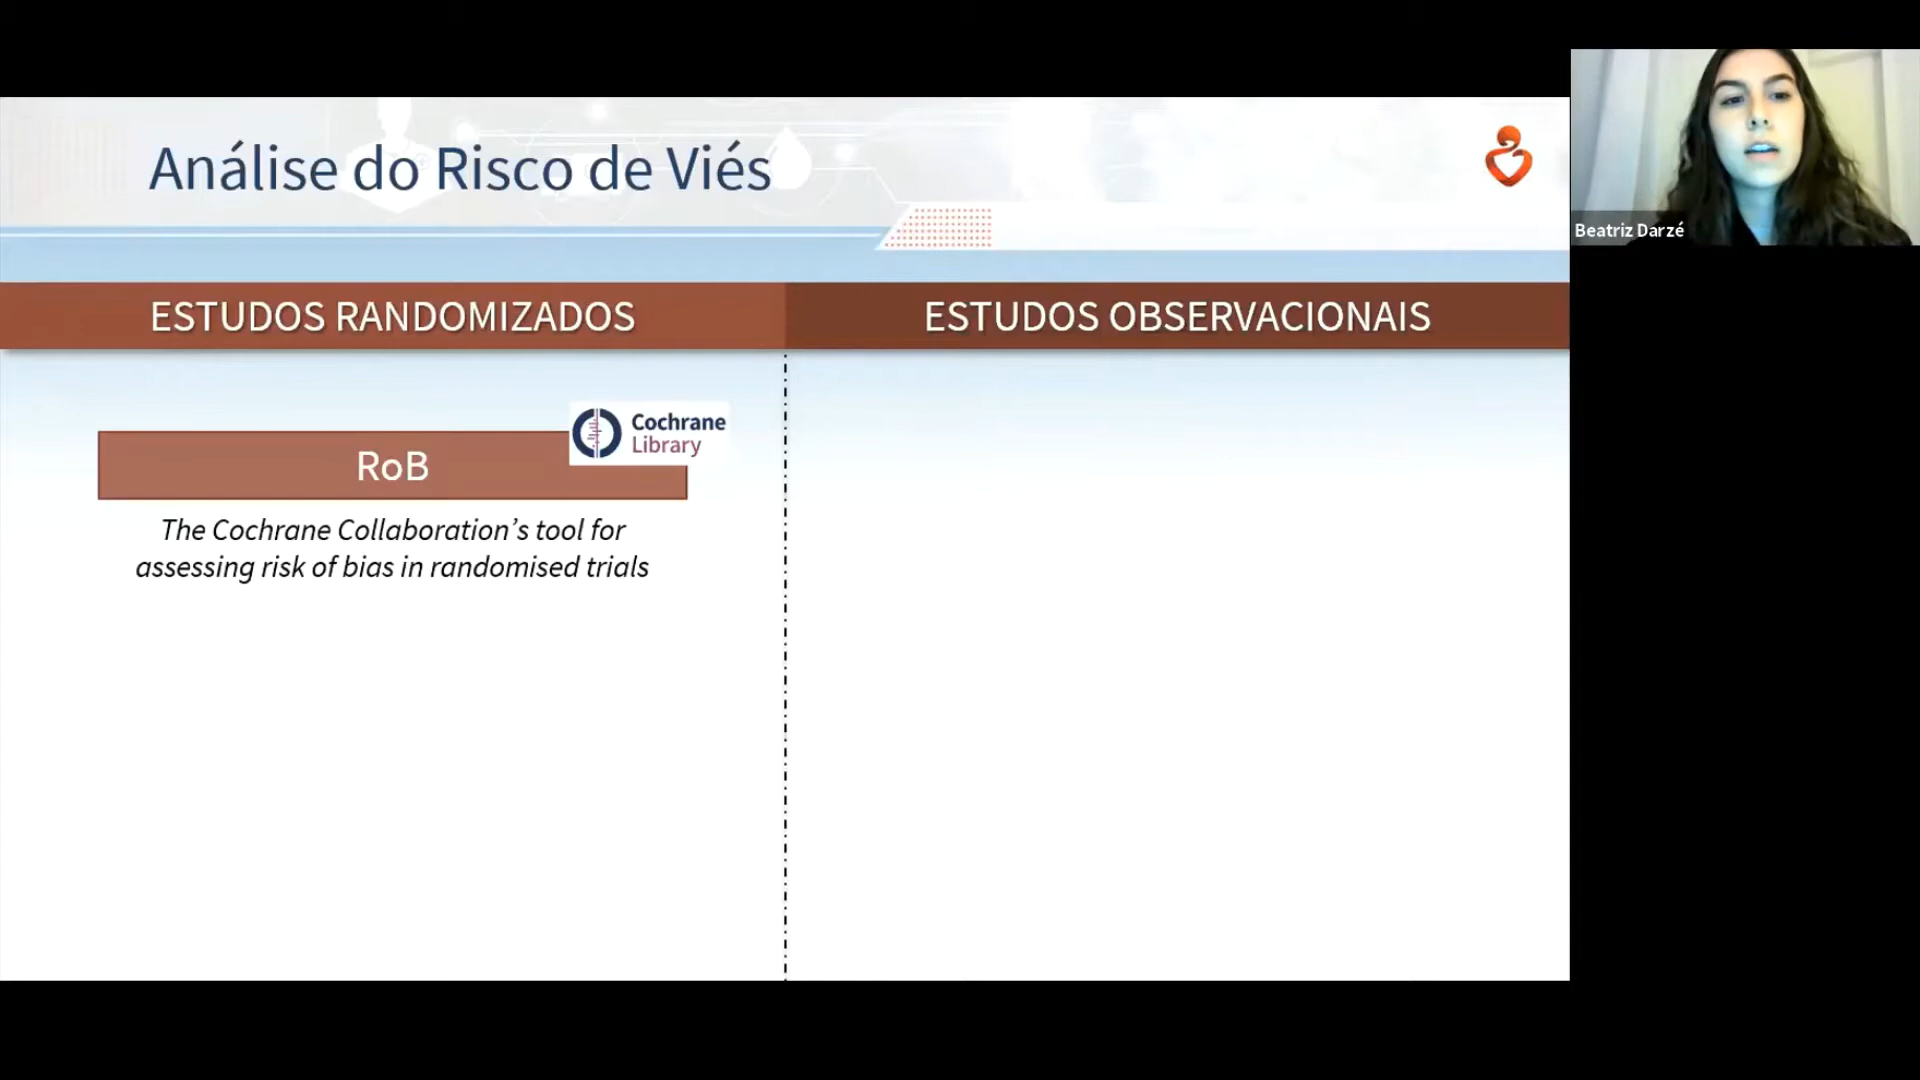 Análise do Risco de Viés
Beatriz Darzé
ESTUDOS RANDOMIZADOS
ESTUDOS OBSERVACIONAIS
Cochrane
Library
RoB
The Cochrane Collaboration’s tool for
assessing risk of bias in randomised trials